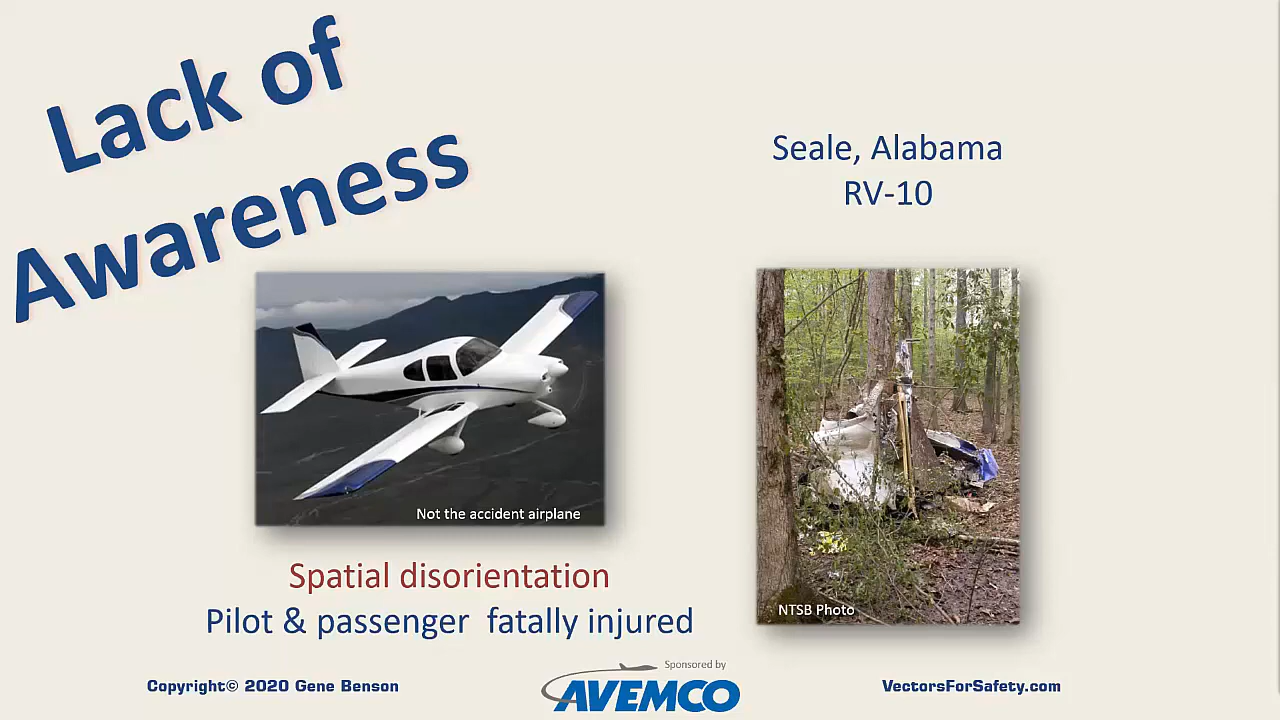 Lack of
Awareness
Seale, Alabama
RV-10
Not the accident airplane
NTSB Photo
Spatial disorientation
Pilot & passenger fatally injured
Copyright© 2020 Gene Benson
Sponsored by
AVEMCO
VectorsForSafety.com